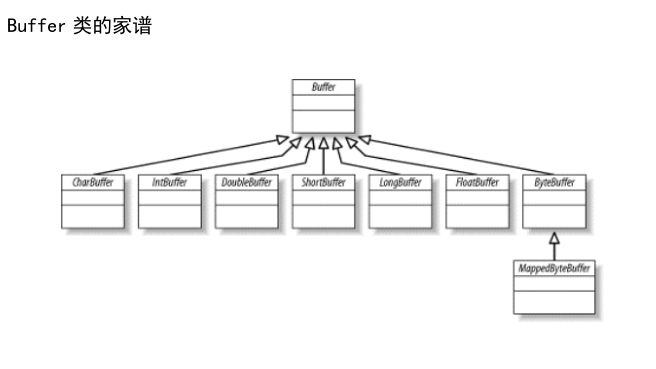 Buffer 类的家谱
Buffer
CharBuffer
IntBuffer
DoubleBuffer
ShortBuffer
LongBuffer
FloatBuffer
ByteBuffer
MappedByteBuffer